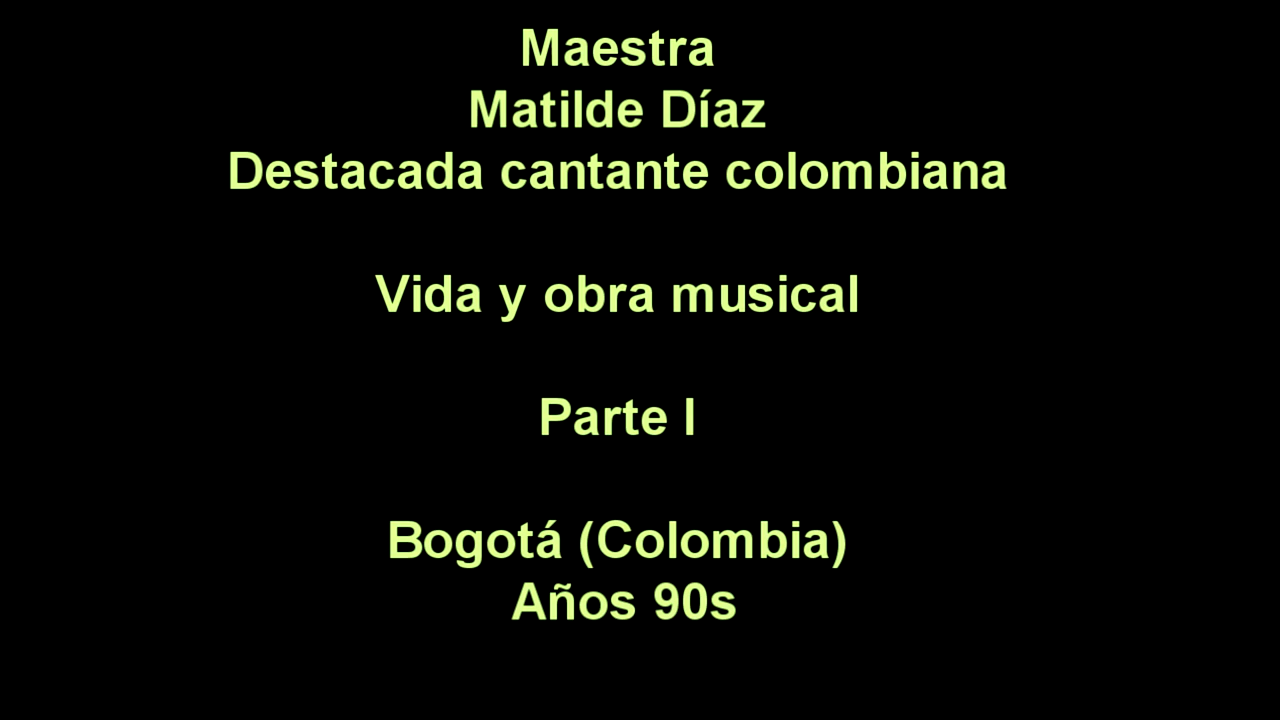 Maestra
Matilde Díaz
Destacada cantante colombiana
Vida y obra musical
Parte I
Bogotá (Colombia)
Años 90s